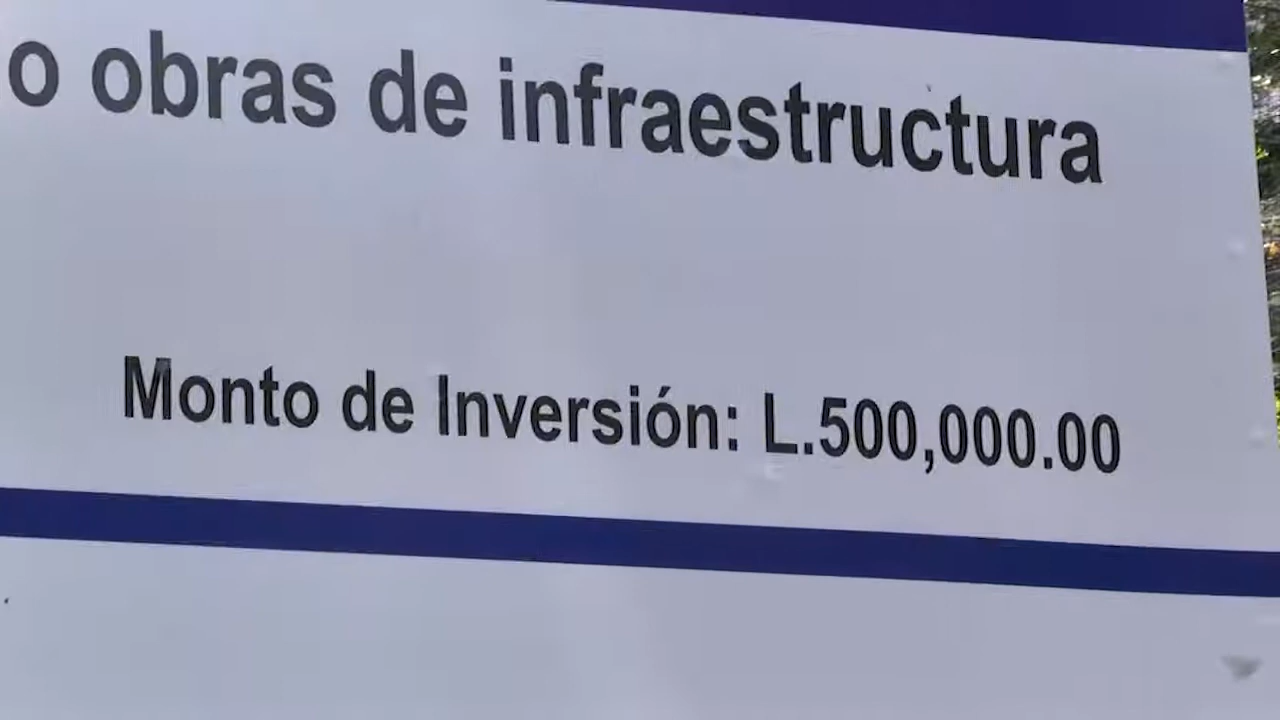 o obras de infraestructura
Monto de Inversión: L.500,000.00